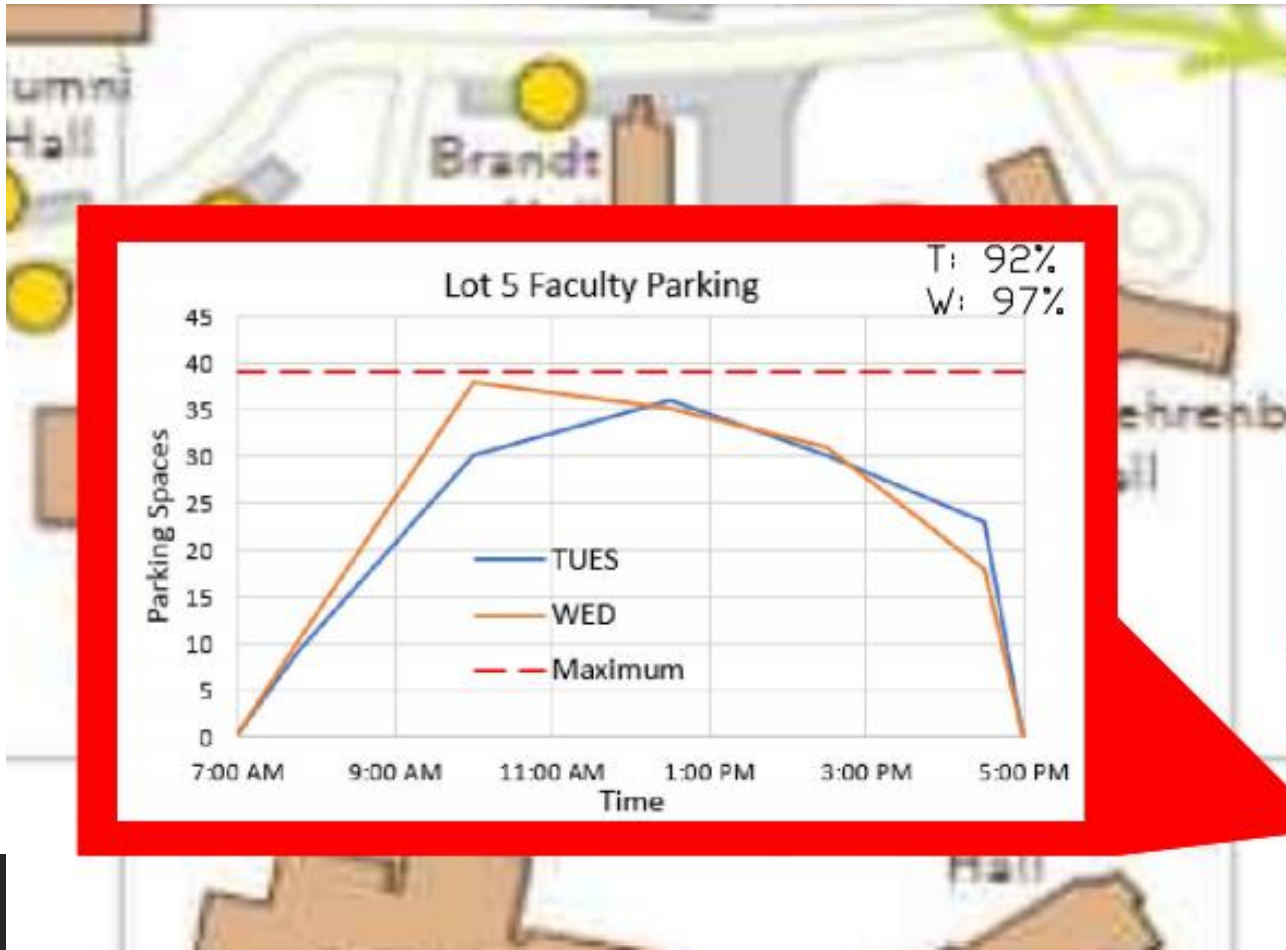 umni
Hall
Brandt
T: 92%
W: 97%
Lot 5 Faculty Parking
45
40
35
30
25
20
15
10
5
0
Parking Spaces
TUES
WED
Maximum
7:00 AM 9:00 AM 11:00 AM 1:00 PM 3:00 PM 5:00 PM
Time
ehrenb
all
Hall